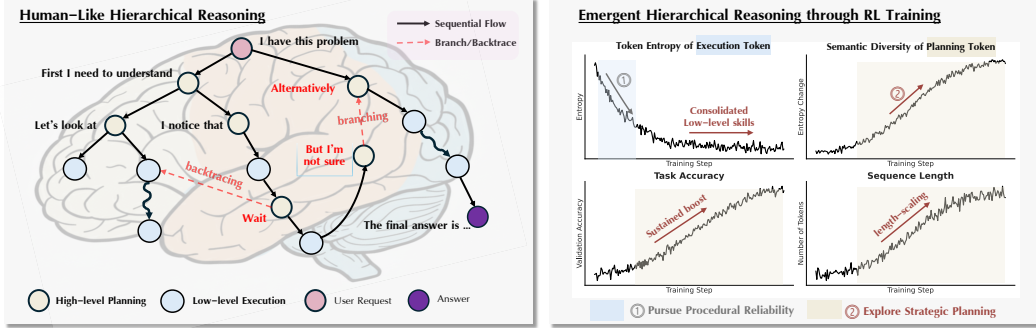 Human-Like Hierarchical Reasoning
Sequential Flow
Branch/Backtrace
I have this problem
First I need to understand
Alternatively
Let's look at
I notice that
branching
But I'm
not sure
backtracing
Wait
The final answer is ...
High-level Planning
Low-level Execution
User Request
Answer
Emergent Hierarchical Reasoning through RL Training
Token Entropy of Execution Token
Entropy
①
Consolidated
Low-level skills
Training Step
Semantic Diversity of Planning Token
Entropy Change
②
Training Step
Task Accuracy
Validation Accuracy
Sustained boost
Training Step
Sequence Length
Number of Tokens
length-scaling
Training Step
① Pursue Procedural Reliability
② Explore Strategic Planning